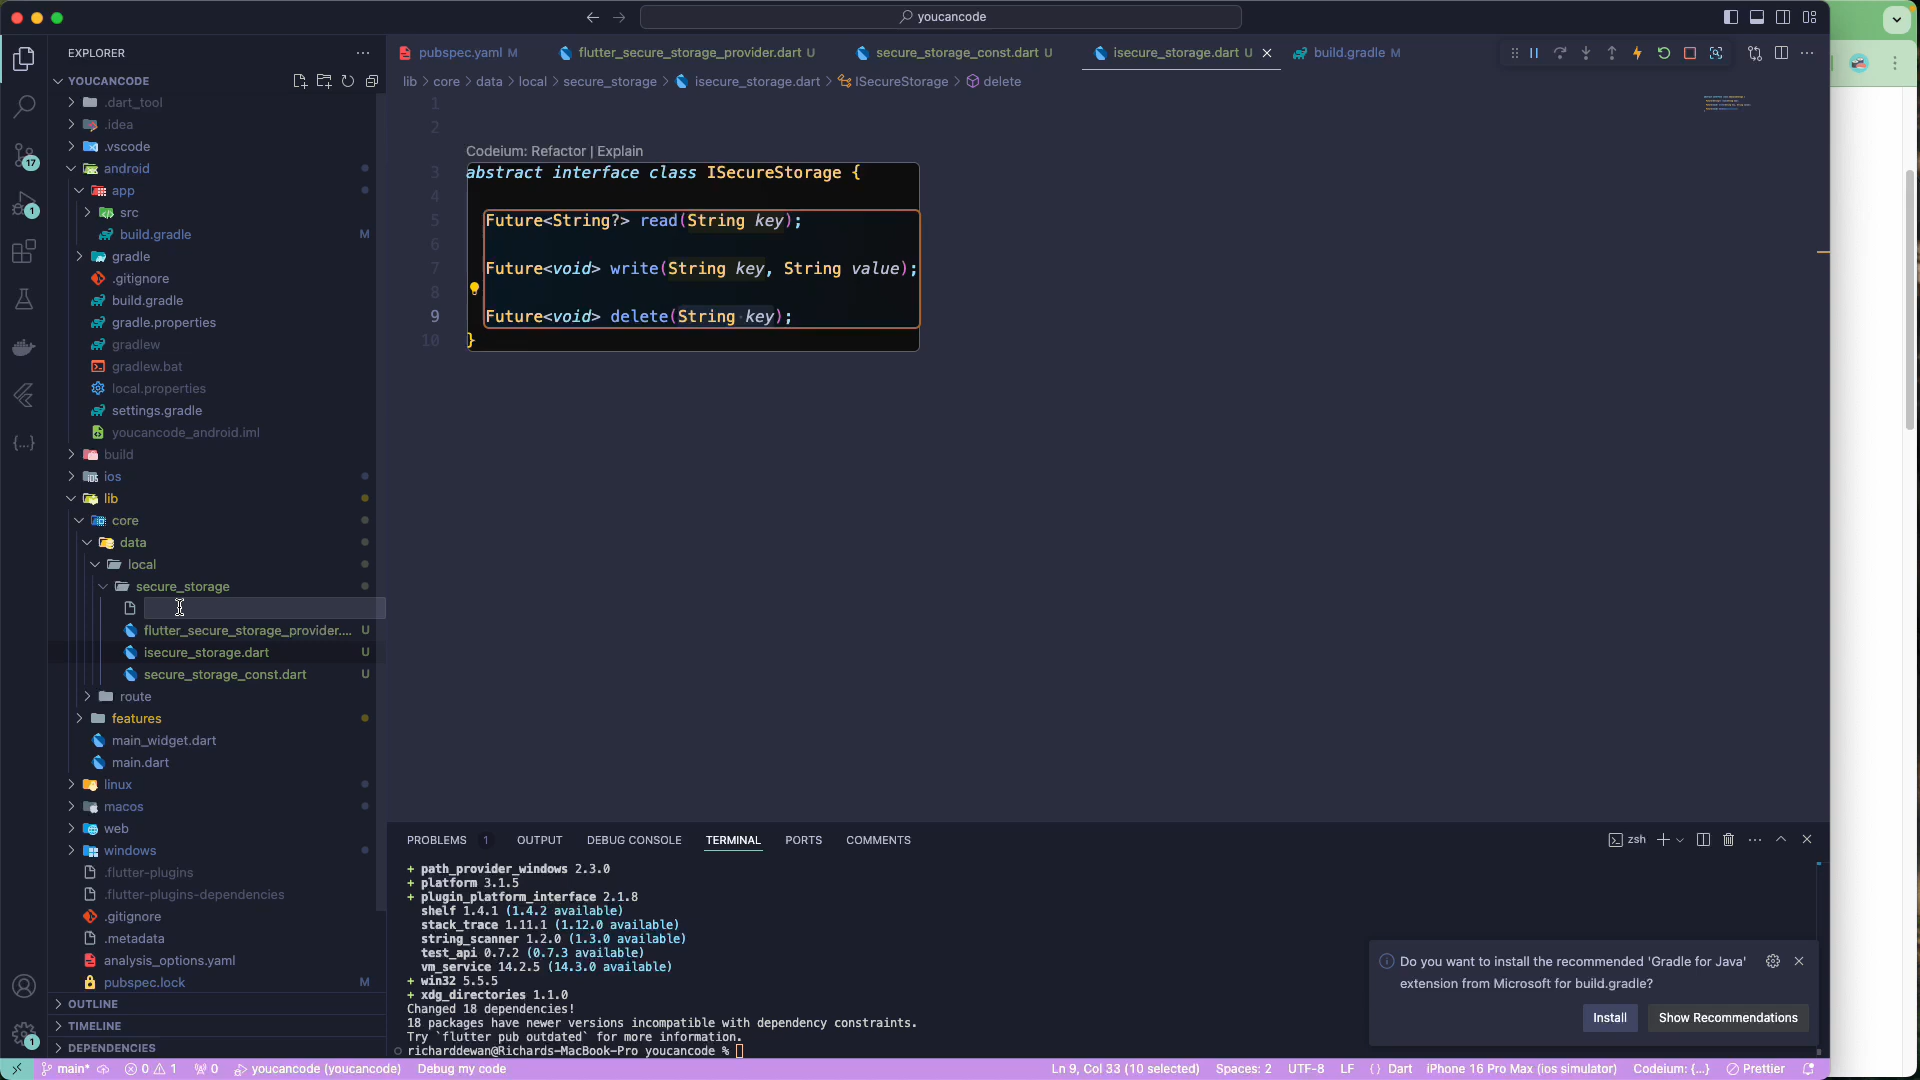 youcancode
EXPLORER
YOUCANCODE
.dart_tool
.idea
.vscode
android
app
src
build.gradle M
gradle
.gitignore
build.gradle
gradle.properties
gradlew
gradlew.bat
local.properties
settings.gradle
youcancode_android.iml
build
ios
lib
core
data
local
secure_storage
flutter_secure_storage_provider.... U
isecure_storage.dart U
secure_storage_const.dart U
route
features
main_widget.dart
main.dart
linux
macos
web
windows
.flutter-plugins
.flutter-plugins-dependencies
.gitignore
.metadata
analysis_options.yaml
pubspec.lock M
OUTLINE
TIMELINE
DEPENDENCIES
17
1
1
pubspec.yaml M
flutter_secure_storage_provider.dart U
secure_storage_const.dart U
isecure_storage.dart U
build.gradle M
lib > core > data > local > secure_storage > isecure_storage.dart > ISecureStorage > delete
1
2
Codeium: Refactor | Explain
3 abstract interface class ISecureStorage {
4
5 Future<String?> read(String key);
6
7 Future<void> write(String key, String value);
8
9 Future<void> delete(String key);
10 }
PROBLEMS 1 OUTPUT DEBUG CONSOLE TERMINAL PORTS COMMENTS
zsh
+ path_provider_windows 2.3.0
+ platform 3.1.5
+ plugin_platform_interface 2.1.8
shelf 1.4.1 (1.4.2 available)
stack_trace 1.11.1 (1.12.0 available)
string_scanner 1.2.0 (1.3.0 available)
test_api 0.7.2 (0.7.3 available)
vm_service 14.2.5 (14.3.0 available)
+ win32 5.5.5
+ xdg_directories 1.1.0
Changed 18 dependencies!
18 packages have newer versions incompatible with dependency constraints.
Try `flutter pub outdated` for more information.
richarddewan@Richards-MacBook-Pro youcancode %
Do you want to install the recommended 'Gradle for Java'
extension from Microsoft for build.gradle?
Install
Show Recommendations
main* 0 1 0 youcancode (youcancode) Debug my code
Ln 9, Col 33 (10 selected) Spaces: 2 UTF-8 LF { } Dart iPhone 16 Pro Max (ios simulator) Codeium: {...} Prettier